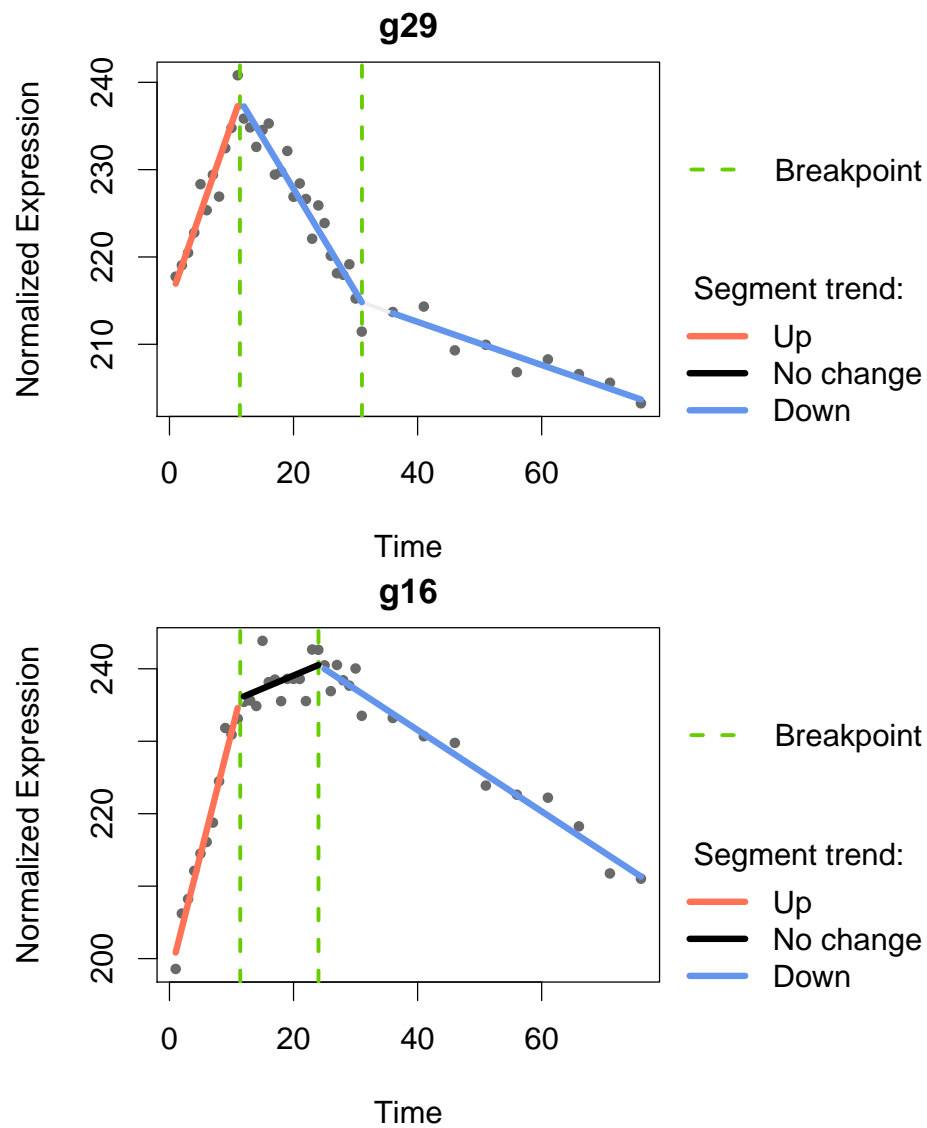 g29
Normalized Expression
240
230
220
210
0 20 40 60
Time
Breakpoint
Segment trend:
Up
No change
Down
g16
Normalized Expression
240
220
200
0 20 40 60
Time
Breakpoint
Segment trend:
Up
No change
Down